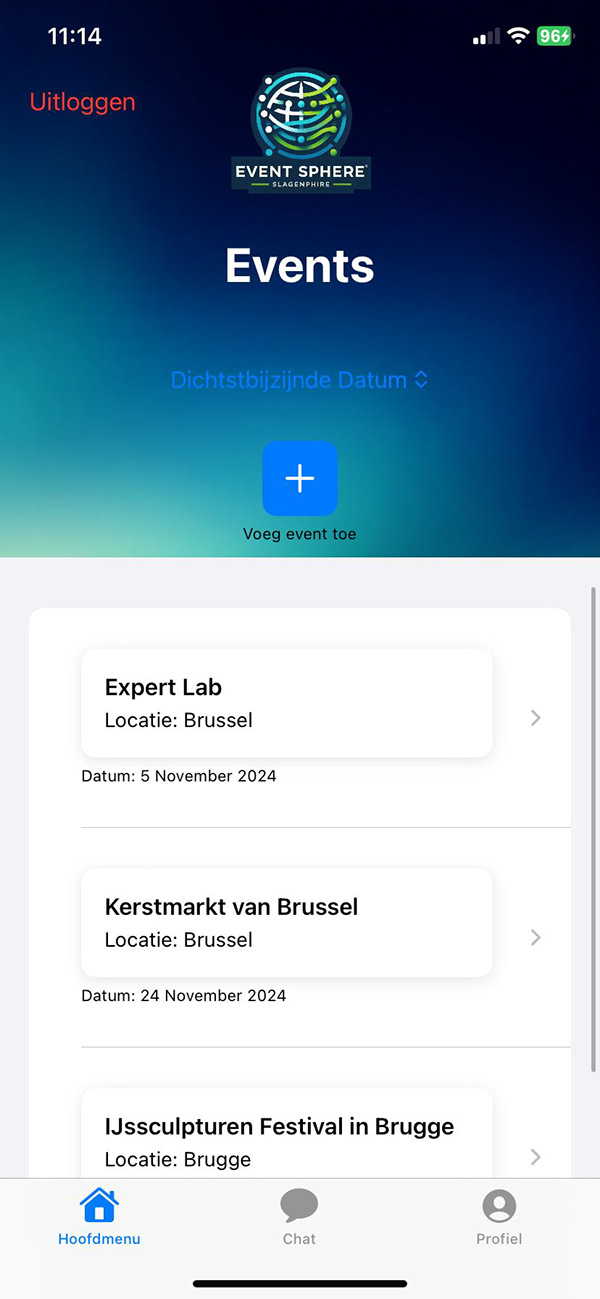 11:14
96
Uitloggen
EVENT SPHERE
SLAGENPHIRE
Events
Dichtstbijzijnde Datum
Voeg event toe
Expert Lab
Locatie: Brussel
Datum: 5 November 2024
Kerstmarkt van Brussel
Locatie: Brussel
Datum: 24 November 2024
IJssculpturen Festival in Brugge
Locatie: Brugge
Hoofdmenu
Chat
Profiel